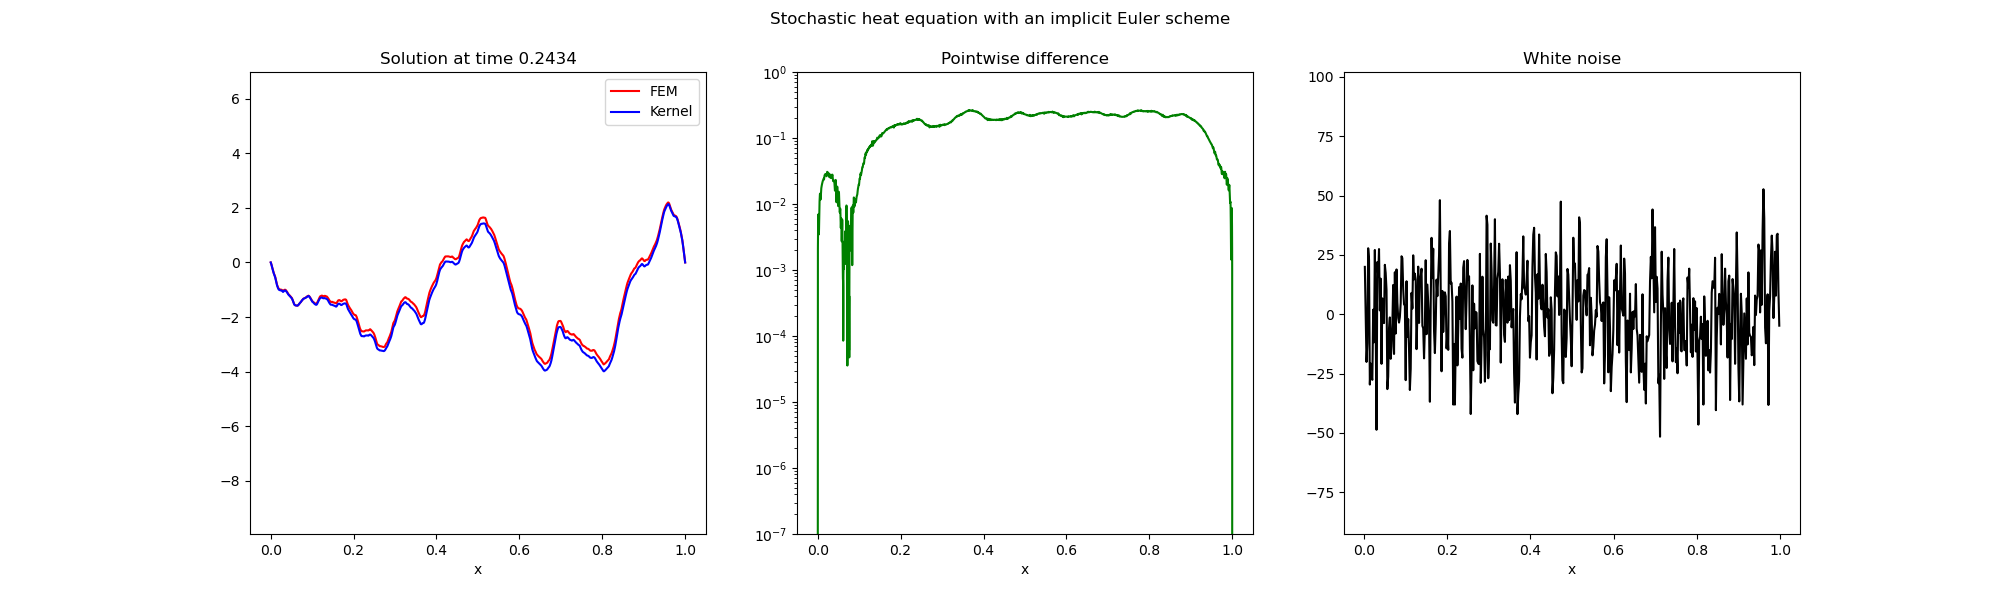 Stochastic heat equation with an implicit Euler scheme
Solution at time 0.2434
FEM
Kernel
6
4
2
0
−2
−4
−6
−8
0.0 0.2 0.4 0.6 0.8 1.0
x
Pointwise difference
10⁰
10⁻¹
10⁻²
10⁻³
10⁻⁴
10⁻⁵
10⁻⁶
10⁻⁷
0.0 0.2 0.4 0.6 0.8 1.0
x
White noise
100
75
50
25
0
−25
−50
−75
0.0 0.2 0.4 0.6 0.8 1.0
x